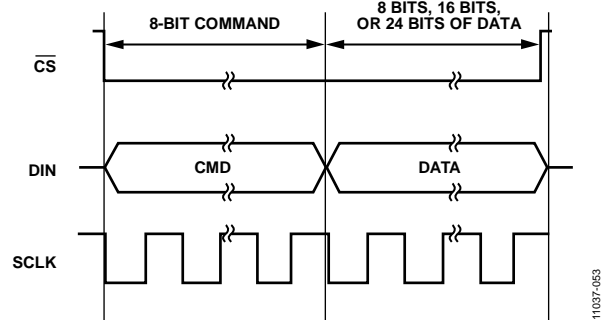 8 BITS, 16 BITS,
8-BIT COMMAND OR 24 BITS OF DATA
CS
DIN CMD DATA
SCLK
11037-053